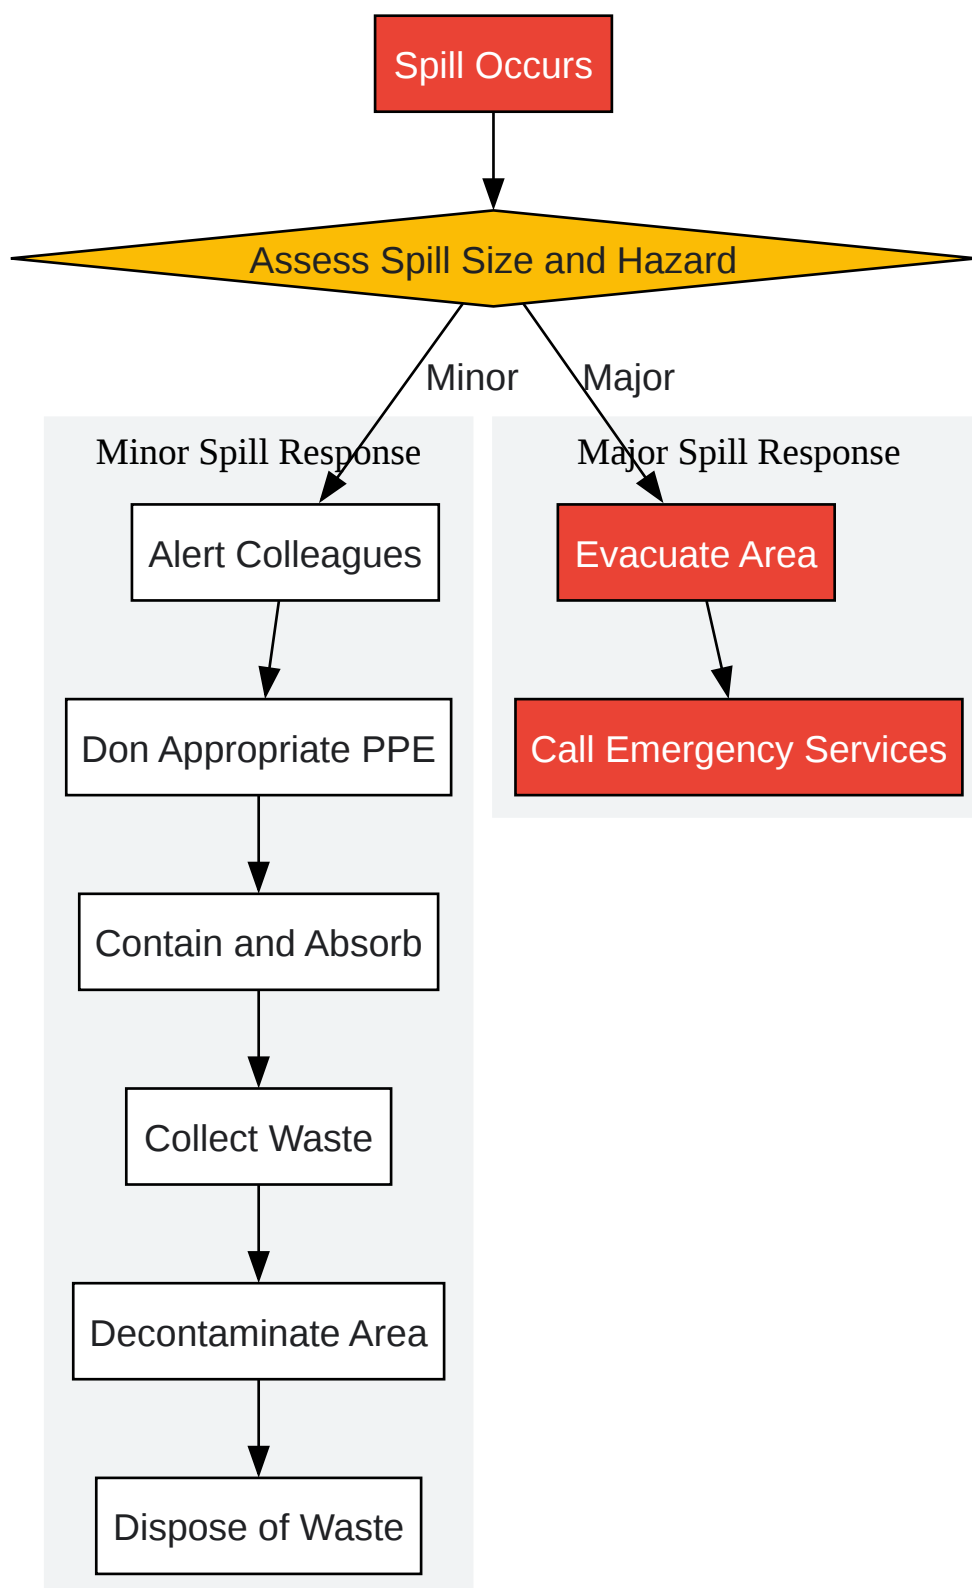 Spill Occurs
Assess Spill Size and Hazard
Minor
Major
Minor Spill Response
Alert Colleagues
Don Appropriate PPE
Contain and Absorb
Collect Waste
Decontaminate Area
Dispose of Waste
Major Spill Response
Evacuate Area
Call Emergency Services